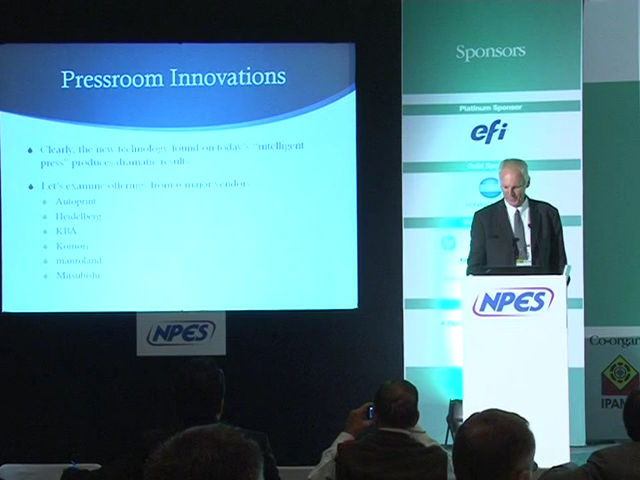 Pressroom Innovations
Clearly, the new technology found on today's "intelligent
press" produces dramatic results
Let's examine offerings from 6 major vendors
Autoprint
Heidelberg
KBA
Komori
manroland
Mitsubishi
NPES
Sponsors
Platinum Sponsor
efi
NPES
Co-organ
IPAM